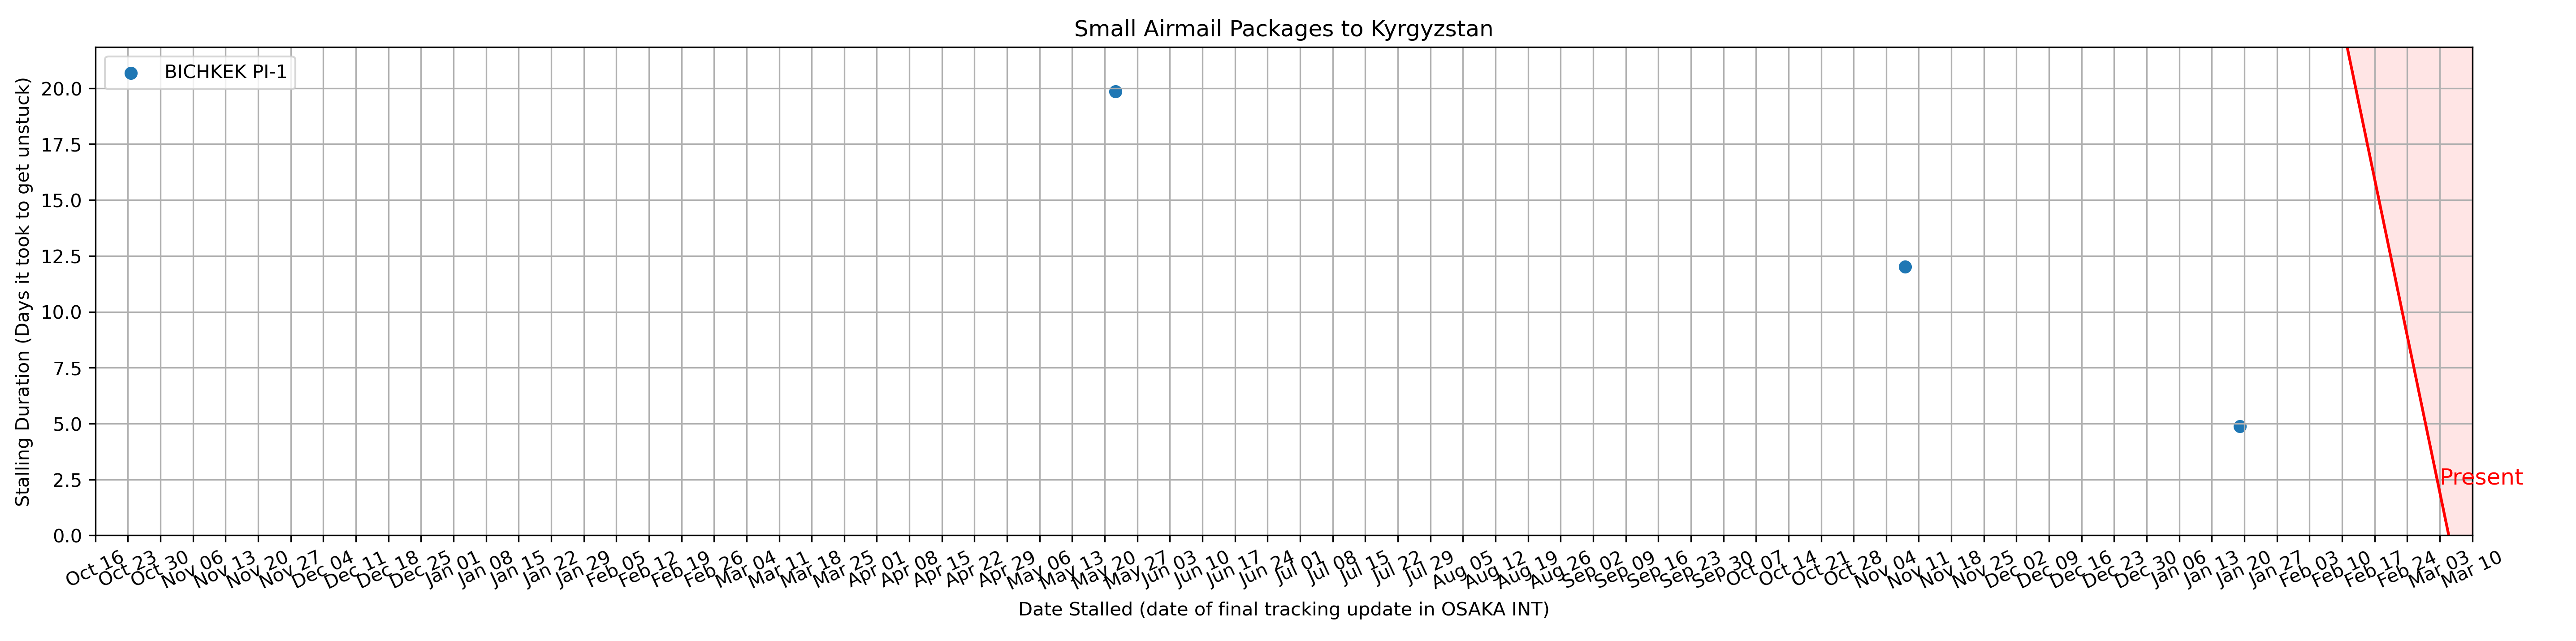 Small Airmail Packages to Kyrgyzstan
BICHKEK PI-1
Stalling Duration (Days it took to get unstuck)
20.0
17.5
15.0
12.5
10.0
7.5
5.0
2.5
0.0
Present
Oct 16
Oct 23
Oct 30
Nov 06
Nov 13
Nov 20
Nov 27
Dec 04
Dec 11
Dec 18
Dec 25
Jan 01
Jan 08
Jan 15
Jan 22
Jan 29
Feb 05
Feb 12
Feb 19
Feb 26
Mar 04
Mar 11
Mar 18
Mar 25
Apr 01
Apr 08
Apr 15
Apr 22
Apr 29
May 06
May 13
May 20
May 27
Jun 03
Jun 10
Jun 17
Jun 24
Jul 01
Jul 08
Jul 15
Jul 22
Jul 29
Aug 05
Aug 12
Aug 19
Aug 26
Sep 02
Sep 09
Sep 16
Sep 23
Sep 30
Oct 07
Oct 14
Oct 21
Oct 28
Nov 04
Nov 11
Nov 18
Nov 25
Dec 02
Dec 09
Dec 16
Dec 23
Dec 30
Jan 06
Jan 13
Jan 20
Jan 27
Feb 03
Feb 10
Feb 17
Feb 24
Mar 03
Mar 10
Date Stalled (date of final tracking update in OSAKA INT)